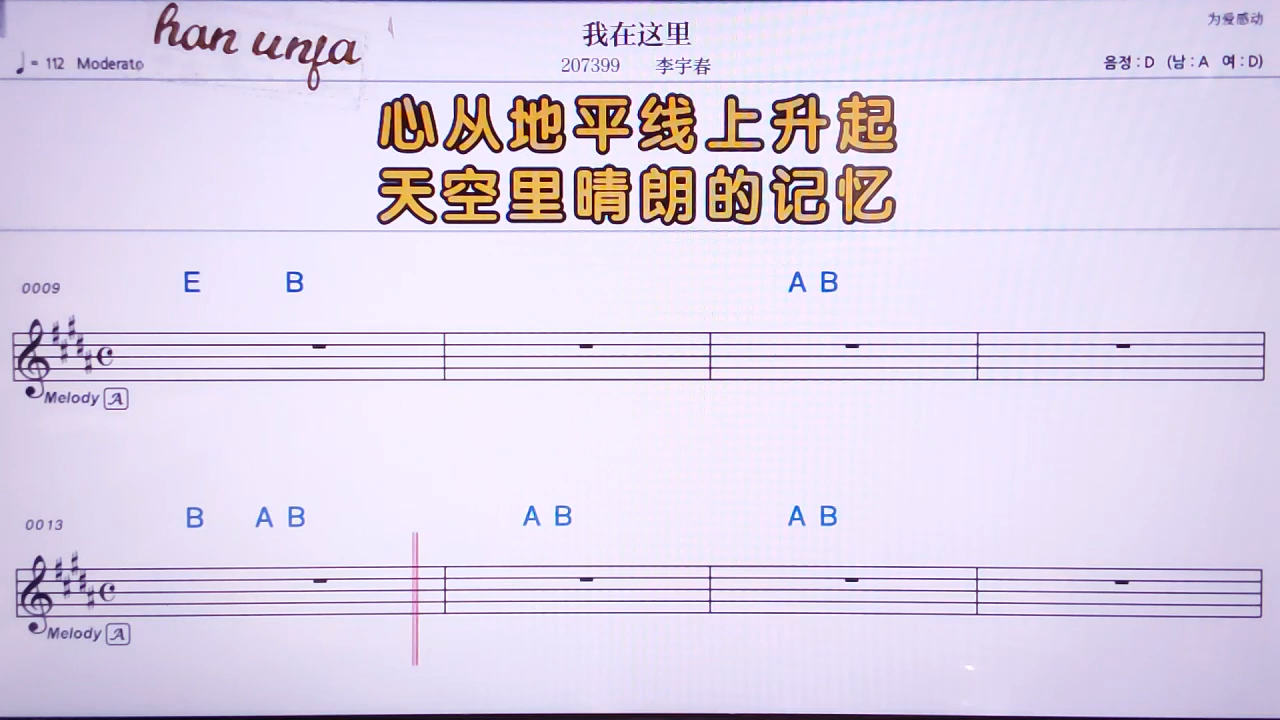 han unfa
我在这里
为爱感动
♩= 112 Moderato
207399 李宇春
음정 : D (남 : A 여 : D)
心从地平线上升起
天空里晴朗的记忆
0009 E B A B
Melody A
0013 B A B A B A B
Melody A